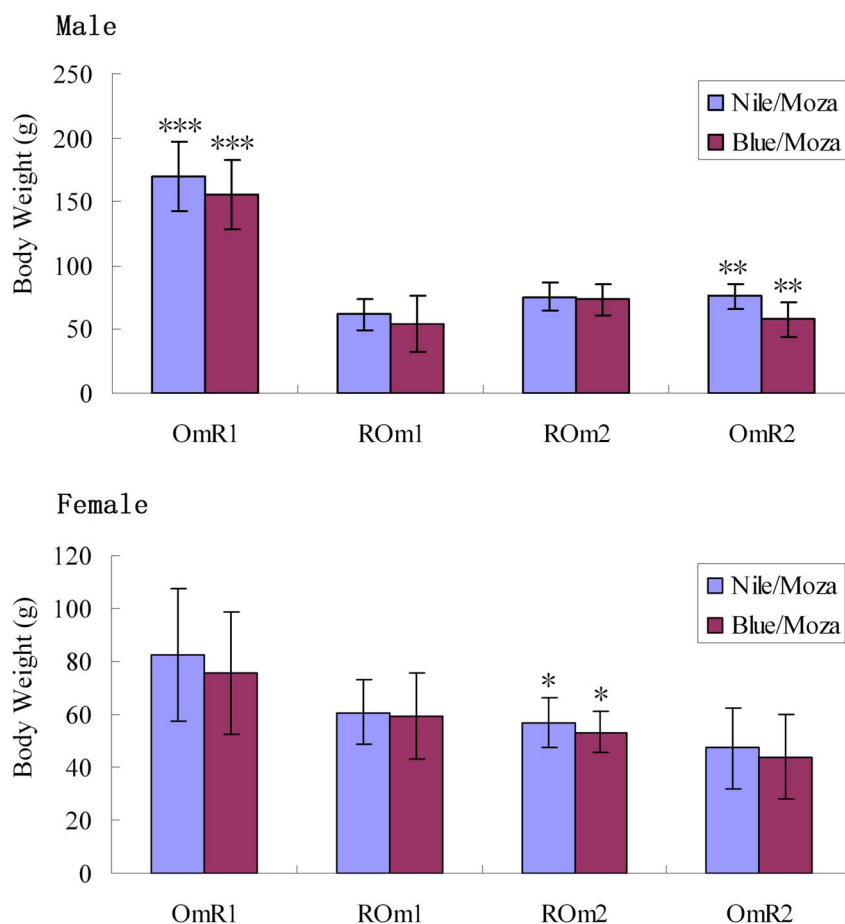 Male
250
200
150
100
50
0
Body Weight (g)
*** ***
** **
Nile/Moza
Blue/Moza
OmR1 ROm1 ROm2 OmR2
Female
120
100
80
60
40
20
0
Body Weight (g)
* *
Nile/Moza
Blue/Moza
OmR1 ROm1 ROm2 OmR2